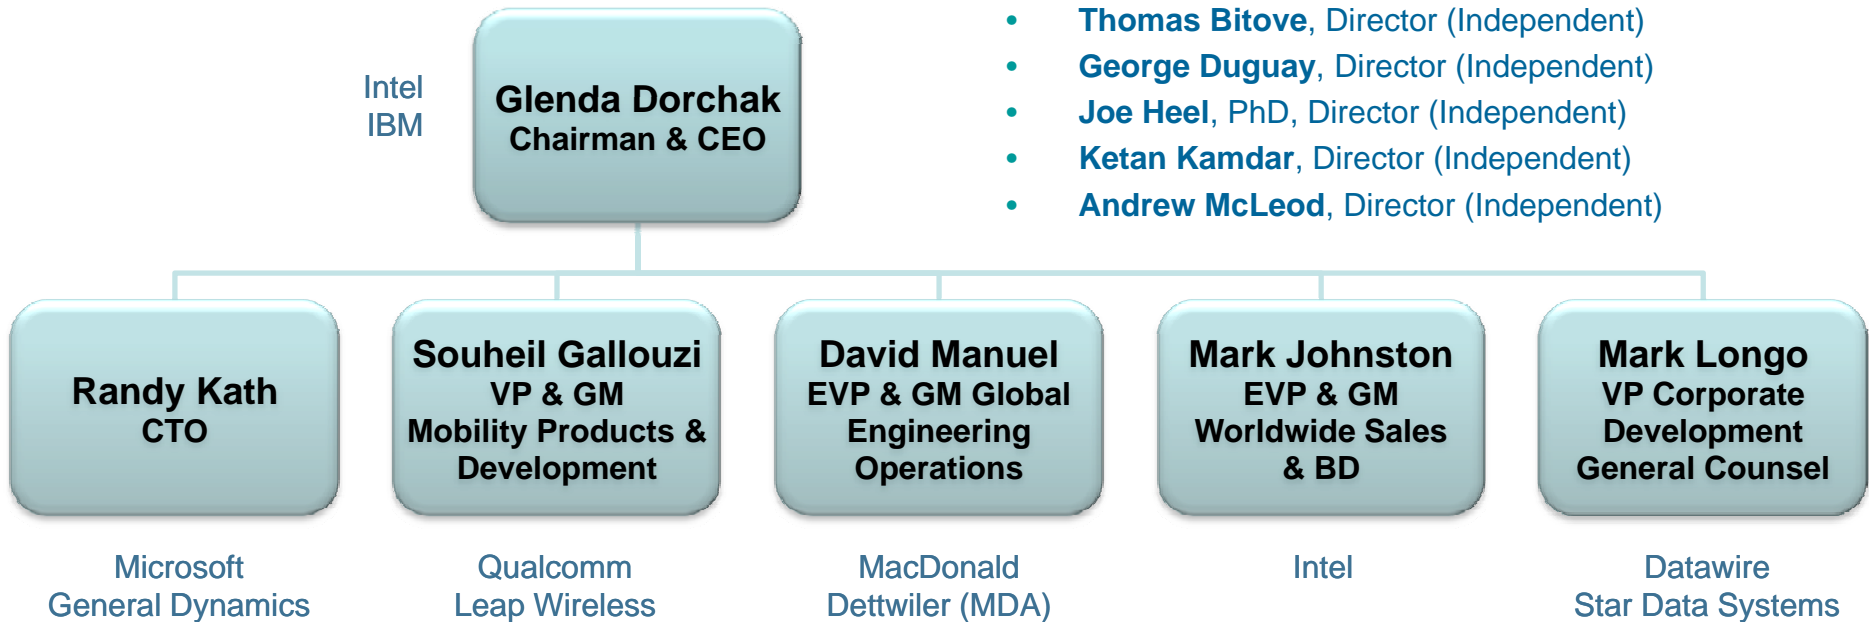 Intel
IBM
Glenda Dorchak
Chairman & CEO
• Thomas Bitove, Director (Independent)
• George Duguay, Director (Independent)
• Joe Heel, PhD, Director (Independent)
• Ketan Kamdar, Director (Independent)
• Andrew McLeod, Director (Independent)
Randy Kath
CTO
Souheil Gallouzi
VP & GM
Mobility Products &
Development
David Manuel
EVP & GM Global
Engineering
Operations
Mark Johnston
EVP & GM
Worldwide Sales
& BD
Mark Longo
VP Corporate
Development
General Counsel
Microsoft
General Dynamics
Qualcomm
Leap Wireless
MacDonald
Dettwiler (MDA)
Intel
Datawire
Star Data Systems